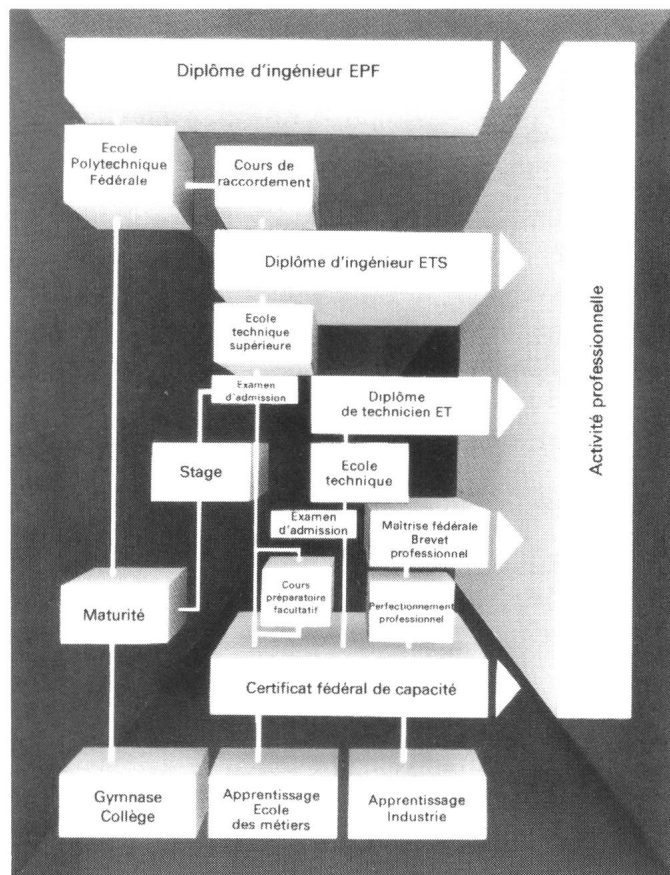 Diplôme d'ingénieur EPF
Ecole
Polytechnique
Fédérale
Cours de
raccordement
Diplôme d'ingénieur ETS
Ecole
technique
supérieure
Examen
d'admission
Diplôme
de technicien ET
Stage
Ecole
technique
Examen
d'admission
Maîtrise fédérale
Brevet
professionnel
Cours
préparatoire
facultatif
Perfectionnement
professionnel
Maturité
Certificat fédéral de capacité
Gymnase
Collège
Apprentissage
Ecole
des métiers
Apprentissage
Industrie
Activité professionnelle